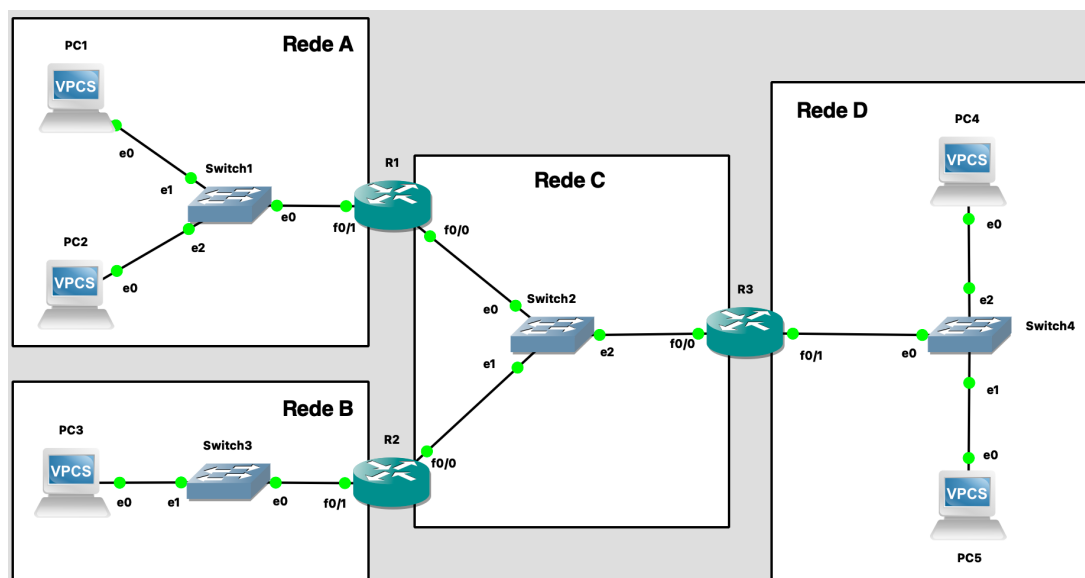 Rede A
PC1
VPCS
e0
e1
Switch1
e0
f0/1
R1
f0/0
e2
PC2
VPCS
e0
Rede B
PC3
VPCS
e0
e1
Switch3
e0
f0/1
R2
f0/0
Rede C
Switch2
e0
e1
e2
f0/0
R3
f0/1
Rede D
PC4
VPCS
e0
e2
Switch4
e0
e1
e0
VPCS
PC5